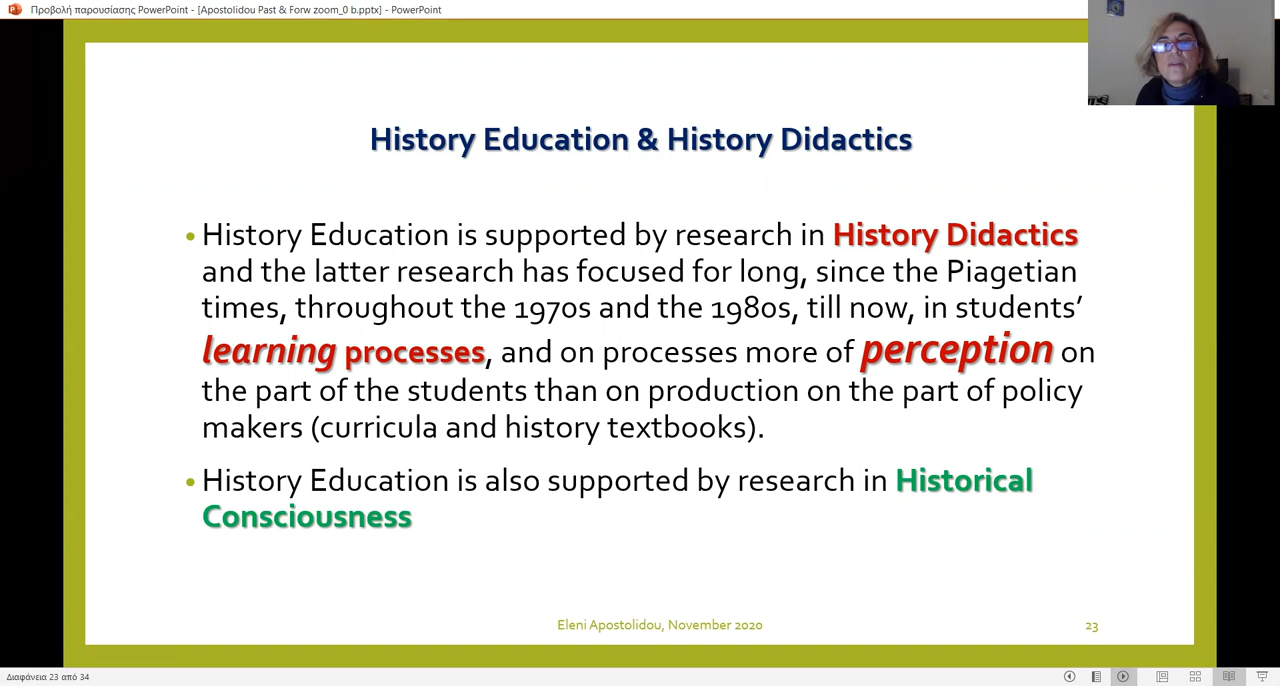 Προβολή παρουσίασης PowerPoint - [Apostolidou Past & Forw zoom_0 b.pptx] - PowerPoint
History Education & History Didactics
• History Education is supported by research in History Didactics
and the latter research has focused for long, since the Piagetian
times, throughout the 1970s and the 1980s, till now, in students’
learning processes, and on processes more of perception on
the part of the students than on production on the part of policy
makers (curricula and history textbooks).
• History Education is also supported by research in Historical
Consciousness
Eleni Apostolidou, November 2020
23
Διαφάνεια 23 από 34